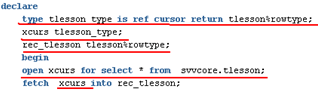 declare
type tlesson_type is ref cursor return tlesson%rowtype;
xcurs tlesson_type;
rec_tlesson tlesson%rowtype;
begin
open xcurs for select * from svvcore.tlesson;
fetch xcurs into rec_tlesson;